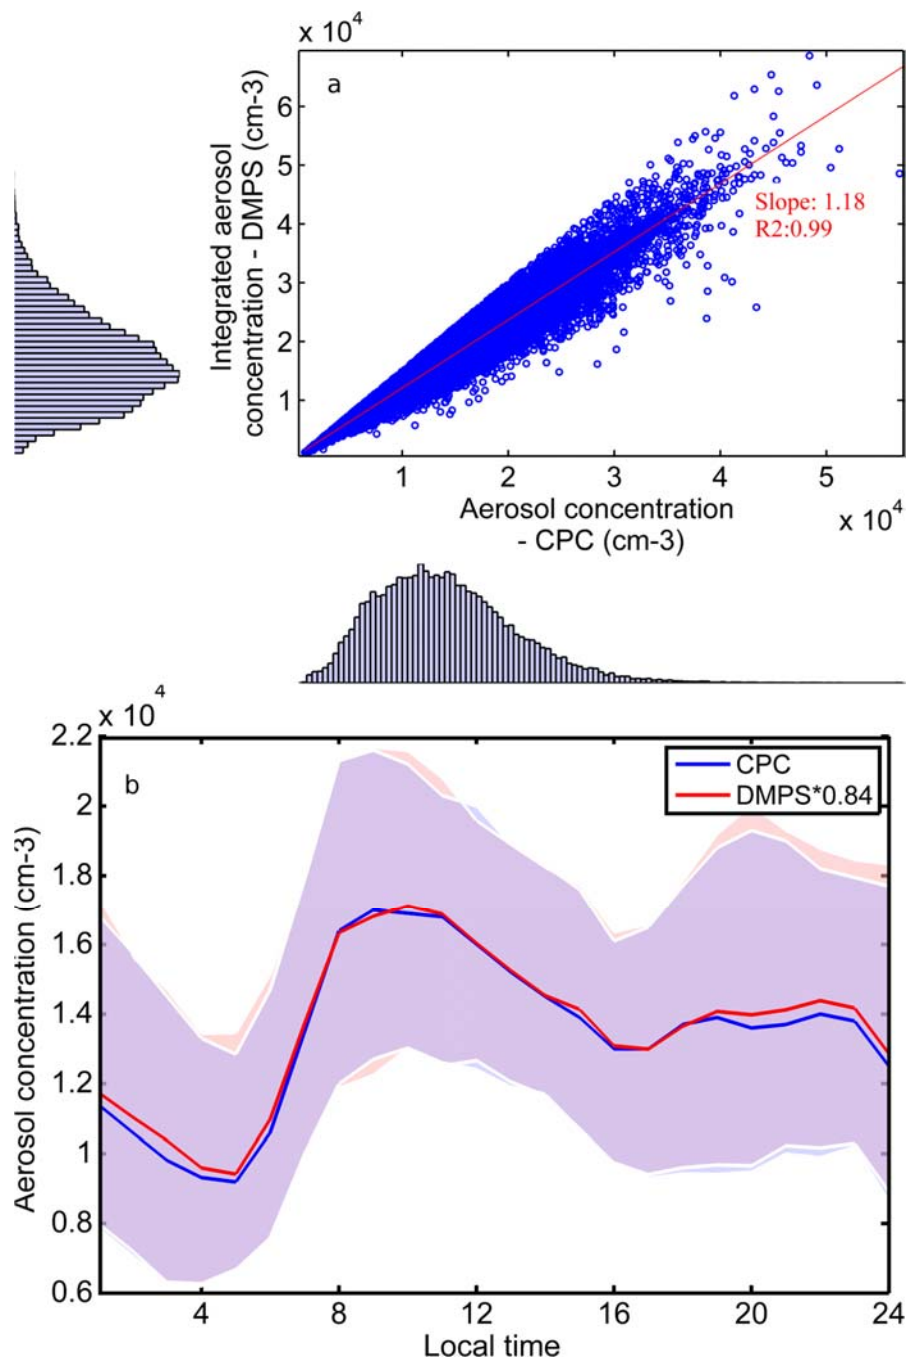 x 10^4
a
6
5
4
3
2
1
Integrated aerosol
concentration - DMPS (cm-3)
Slope: 1.18
R2:0.99
1 2 3 4 5
x 10^4
Aerosol concentration
- CPC (cm-3)
x 10^4
b
CPC
DMPS*0.84
2.2
2
1.8
1.6
1.4
1.2
1
0.8
0.6
Aerosol concentration (cm-3)
4 8 12 16 20 24
Local time